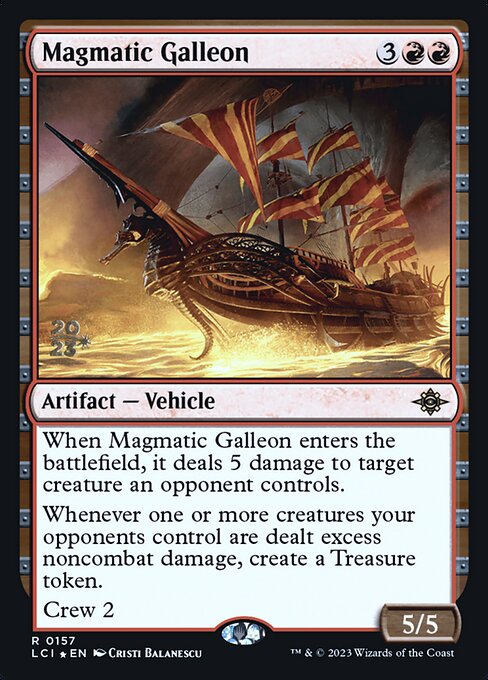 Magmatic Galleon 3
20
23
Artifact — Vehicle
When Magmatic Galleon enters the
battlefield, it deals 5 damage to target
creature an opponent controls.
Whenever one or more creatures your
opponents control are dealt excess
noncombat damage, create a Treasure
token.
Crew 2
5/5
R 0157
LCI ★ EN Cristi Balanescu
™ & © 2023 Wizards of the Coast